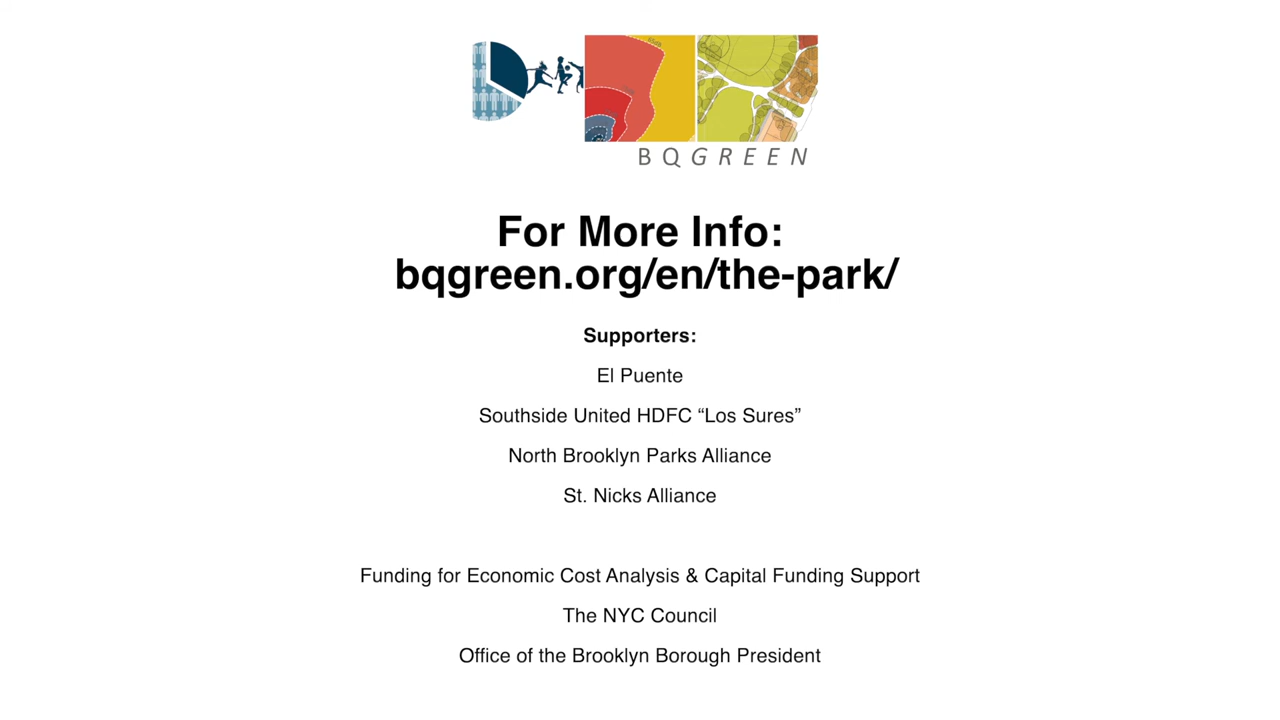 BQGREEN
For More Info:
bqgreen.org/en/the-park/
Supporters:
El Puente
Southside United HDFC “Los Sures”
North Brooklyn Parks Alliance
St. Nicks Alliance
Funding for Economic Cost Analysis & Capital Funding Support
The NYC Council
Office of the Brooklyn Borough President